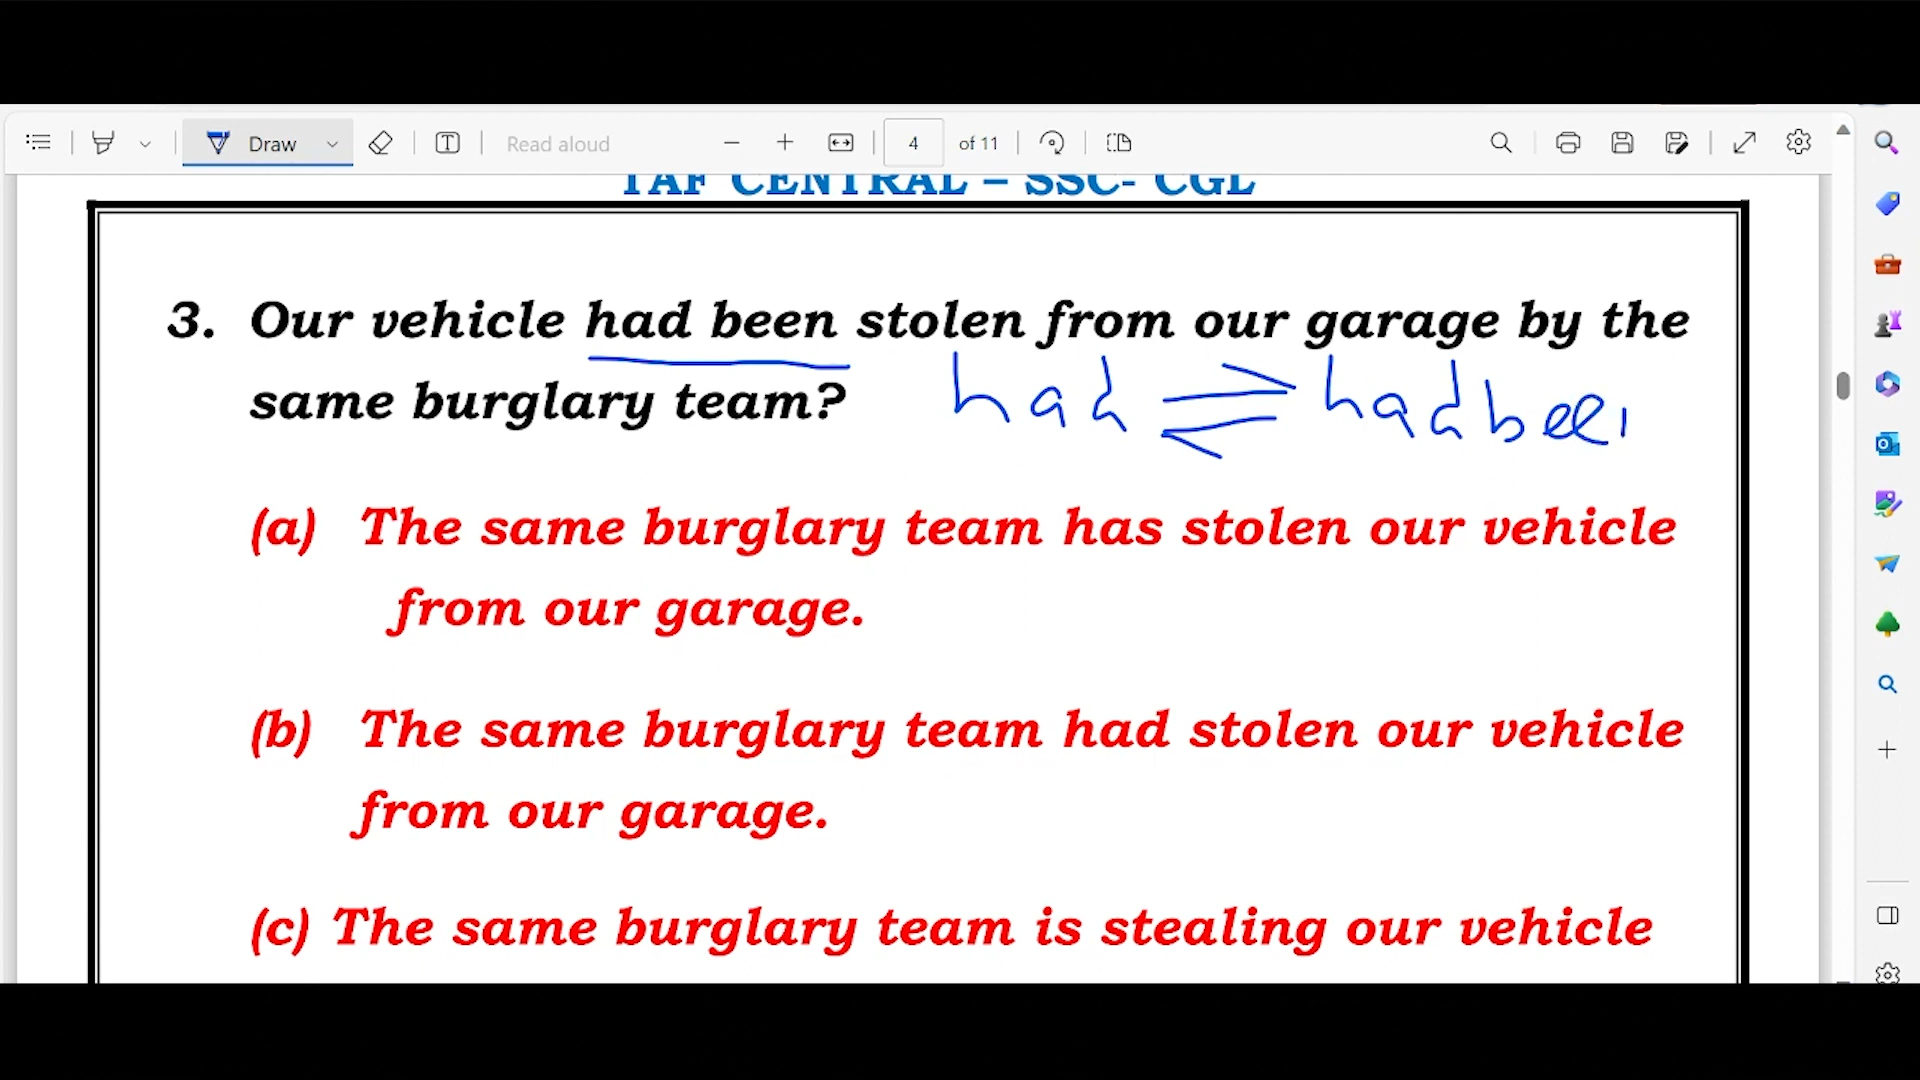 Draw
Read aloud
4 of 11
TAF CENTRAL – SSC- CGL
3. Our vehicle had been stolen from our garage by the
same burglary team?
had ⇌ had been
(a) The same burglary team has stolen our vehicle
from our garage.
(b) The same burglary team had stolen our vehicle
from our garage.
(c) The same burglary team is stealing our vehicle